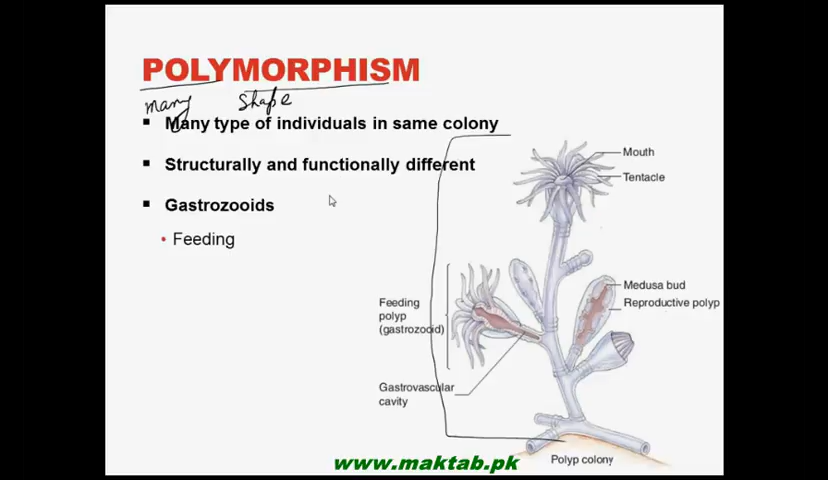 POLYMORPHISM
many shape
Many type of individuals in same colony
Structurally and functionally different
Gastrozooids
Feeding
Mouth
Tentacle
Medusa bud
Reproductive polyp
Feeding
polyp
(gastrozooid)
Gastrovascular
cavity
Polyp colony
www.maktab.pk